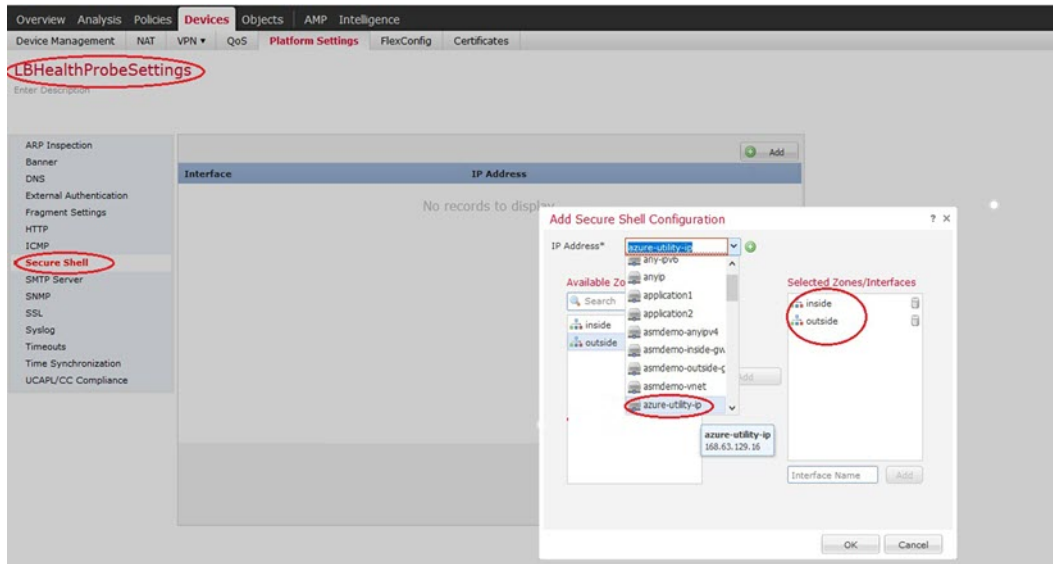 Overview Analysis Policies Devices Objects AMP Intelligence
Device Management NAT VPN QoS Platform Settings FlexConfig Certificates
LBHealthProbeSettings
Enter Description
ARP Inspection
Banner
DNS
External Authentication
Fragment Settings
HTTP
ICMP
Secure Shell
SMTP Server
SNMP
SSL
Syslog
Timeouts
Time Synchronization
UCAPL/CC Compliance
Add
Interface IP Address
No records to display
Add Secure Shell Configuration ? ×
IP Address* azure-utility-ip
any-ipv6
anyip
application1
application2
asmdemo-anyipv4
asmdemo-inside-gw
asmdemo-outside-g
asmdemo-vnet
azure-utility-ip
azure-utility-ip
168.63.129.16
Available Zo
Search
inside
outside
Add
Selected Zones/Interfaces
inside
outside
Interface Name Add
OK Cancel